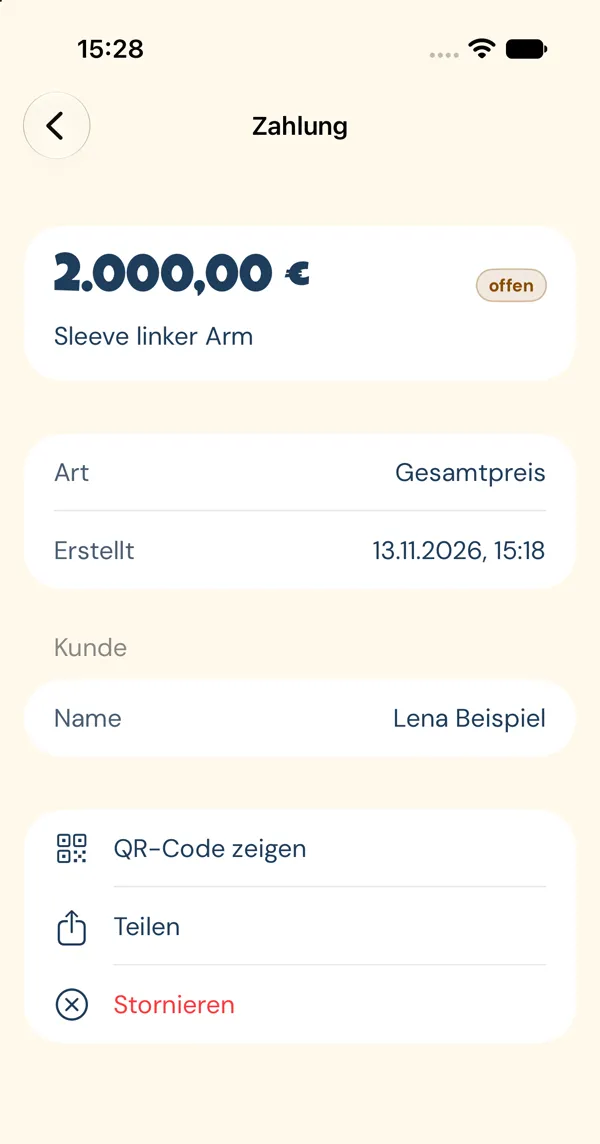 15:28
Zahlung
2.000,00 €
offen
Sleeve linker Arm
Art Gesamtpreis
Erstellt 13.11.2026, 15:18
Kunde
Name Lena Beispiel
QR-Code zeigen
Teilen
Stornieren